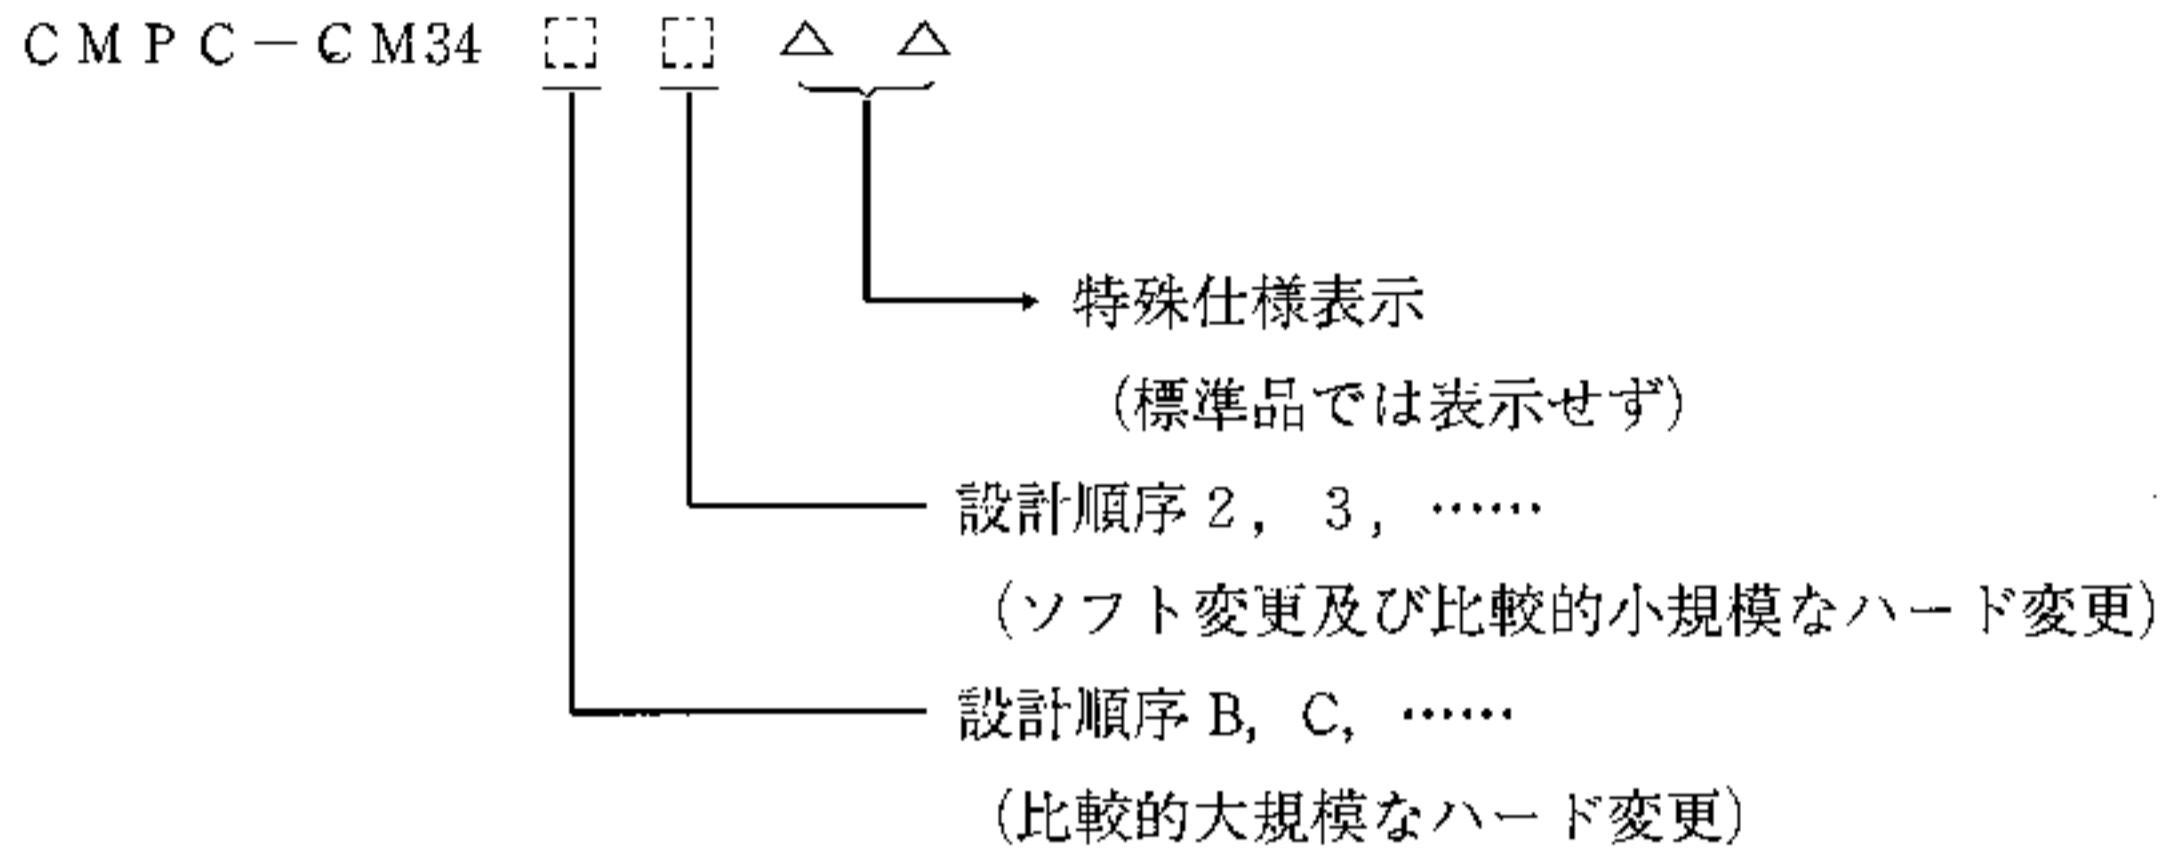 CMPC-CM34 □ □ △ △
特殊仕様表示
(標準品では表示せず)
設計順序2, 3, ……
(ソフト変更及び比較的小規模なハード変更)
設計順序B, C, ……
(比較的大規模なハード変更)